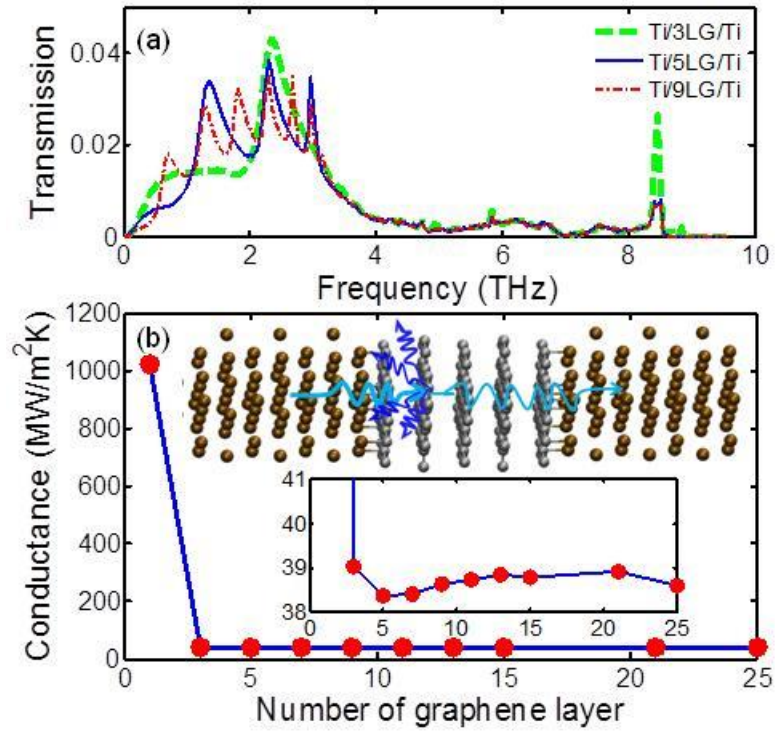 (a)
Ti/3LG/Ti
Ti/5LG/Ti
Ti/9LG/Ti
Transmission
0.04
0.02
0
0 2 4 6 8 10
Frequency (THz)
(b)
Conductance (MW/m²K)
1200
1000
800
600
400
200
0
41
40
39
38
0 5 10 15 20 25
0 5 10 15 20 25
Number of graphene layer